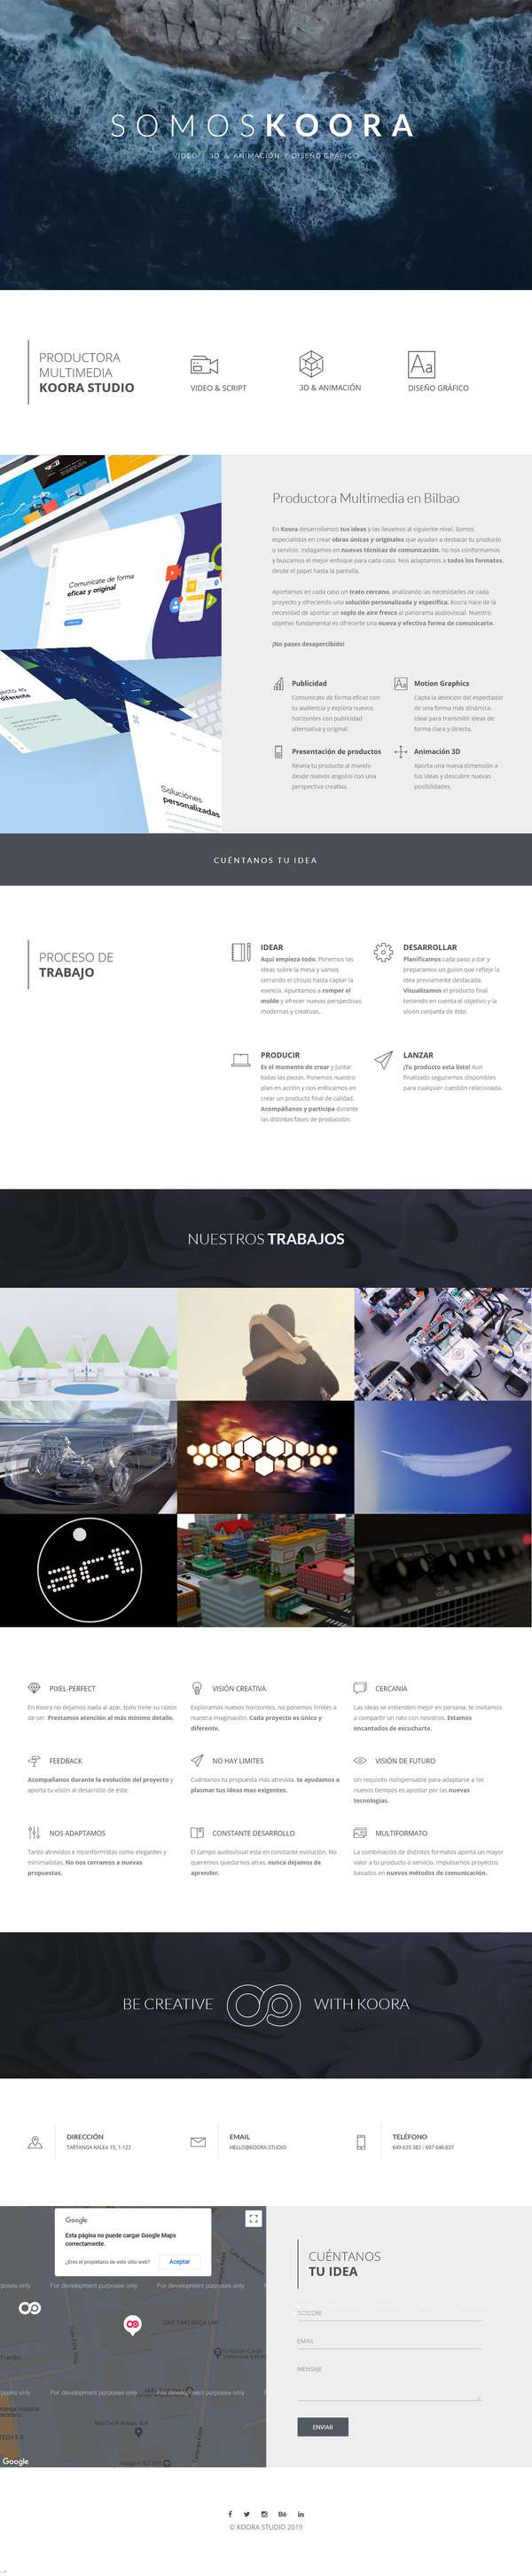 SOMOSKOORA
VIDEO / 3D & ANIMACIÓN / DISEÑO GRÁFICO
PRODUCTORA
MULTIMEDIA
KOORA STUDIO
VIDEO & SCRIPT
3D & ANIMACIÓN
Aa
DISEÑO GRÁFICO
Comunicate de forma
eficaz y original
diferente
Soluciones
personalizadas
Productora Multimedia en Bilbao
En Koora desarrollamos tus ideas y las llevamos al siguiente nivel. Somos
especialistas en crear obras únicas y originales que ayudan a destacar tu producto
o servicio. Indagamos en nuevas técnicas de comunicación, no nos conformamos
y buscamos el mejor enfoque para cada caso. Nos adaptamos a todos los formatos,
desde el papel hasta la pantalla.
Aportamos en cada caso un trato cercano, analizando las necesidades de cada
proyecto y ofreciendo una solución personalizada y específica. Koora nace de la
necesidad de aportar un soplo de aire fresco al panorama audiovisual. Nuestro
objetivo fundamental es ofrecerte una nueva y efectiva forma de comunicarte.
¡No pases desapercibido!
Publicidad
Comunícate de forma eficaz con
tu audiencia y explora nuevos
horizontes con publicidad
alternativa y original.
Motion Graphics
Capta la atención del espectador
de una forma más dinámica.
Ideal para transmitir ideas de
forma clara y directa.
Presentación de productos
Revela tu producto al mundo
desde nuevos ángulos con una
perspectiva creativa.
Animación 3D
Aporta una nueva dimensión a
tus ideas y descubre nuevas
posibilidades.
CUÉNTANOS TU IDEA
PROCESO DE
TRABAJO
IDEAR
Aquí empieza todo. Ponemos las
ideas sobre la mesa y vamos
cerrando el círculo hasta captar la
esencia. Apuntamos a romper el
molde y ofrecer nuevas perspectivas
modernas y creativas.
DESARROLLAR
Planificamos cada paso a dar y
preparamos un guion que refleje la
idea previamente destacada.
Visualizamos el producto final
teniendo en cuenta el objetivo y la
visión conjunta de éste.
PRODUCIR
Es el momento de crear y juntar
todas las piezas. Ponemos nuestro
plan en acción y nos enfocamos en
crear un producto final de calidad.
Acompáñanos y participa durante
las distintas fases de producción.
LANZAR
¡Tu producto esta listo! Aun
finalizado seguiremos disponibles
para cualquier cuestión relacionada.
NUESTROS TRABAJOS
act
PIXEL-PERFECT
En Koora no dejamos nada al azar, todo tiene su razón
de ser. Prestamos atención al más mínimo detalle.
VISIÓN CREATIVA
Exploramos nuevos horizontes, no ponemos límites a
nuestra imaginación. Cada proyecto es único y
diferente.
CERCANIA
Las ideas se entienden mejor en persona, te invitamos
a compartir un rato con nosotros. Estamos
encantados de escucharte.
FEEDBACK
Acompañanos durante la evolución del proyecto y
aporta tu visión al desarrollo de éste.
NO HAY LIMITES
Cuéntanos tu propuesta más atrevida, te ayudamos a
plasmar tus ideas mas exigentes.
VISIÓN DE FUTURO
Un requisito indispensable para adaptarse a los
nuevos tiempos es apostar por las nuevas
tecnologías.
NOS ADAPTAMOS
Tanto atrevidos e inconformistas como elegantes y
minimalistas. No nos cerramos a nuevas
propuestas.
CONSTANTE DESARROLLO
El campo audiovisual esta en constante evolución. No
queremos quedarnos atras, nunca dejamos de
aprender.
MULTIFORMATO
La combinación de distintos formatos aporta un mayor
valor a tu producto o servicio. Impulsamos proyectos
basados en nuevos métodos de comunicación.
BE CREATIVE
WITH KOORA
DIRECCIÓN
TARTANGA KALEA 15, 1-122
EMAIL
HELLO@KOORA.STUDIO
TELÉFONO
649 635 382 / 697 646 837
Google
Esta página no puede cargar Google Maps
correctamente.
¿Eres el propietario de este sitio web?
Aceptar
For development purposes only
For development purposes only
CIFP TARTANGA LHII
For development purposes only
For development purposes only
Google
CUÉNTANOS
TU IDEA
NOMBRE
EMAIL
MENSAJE
ENVIAR
Bē
in
© KOORA STUDIO 2019
-->